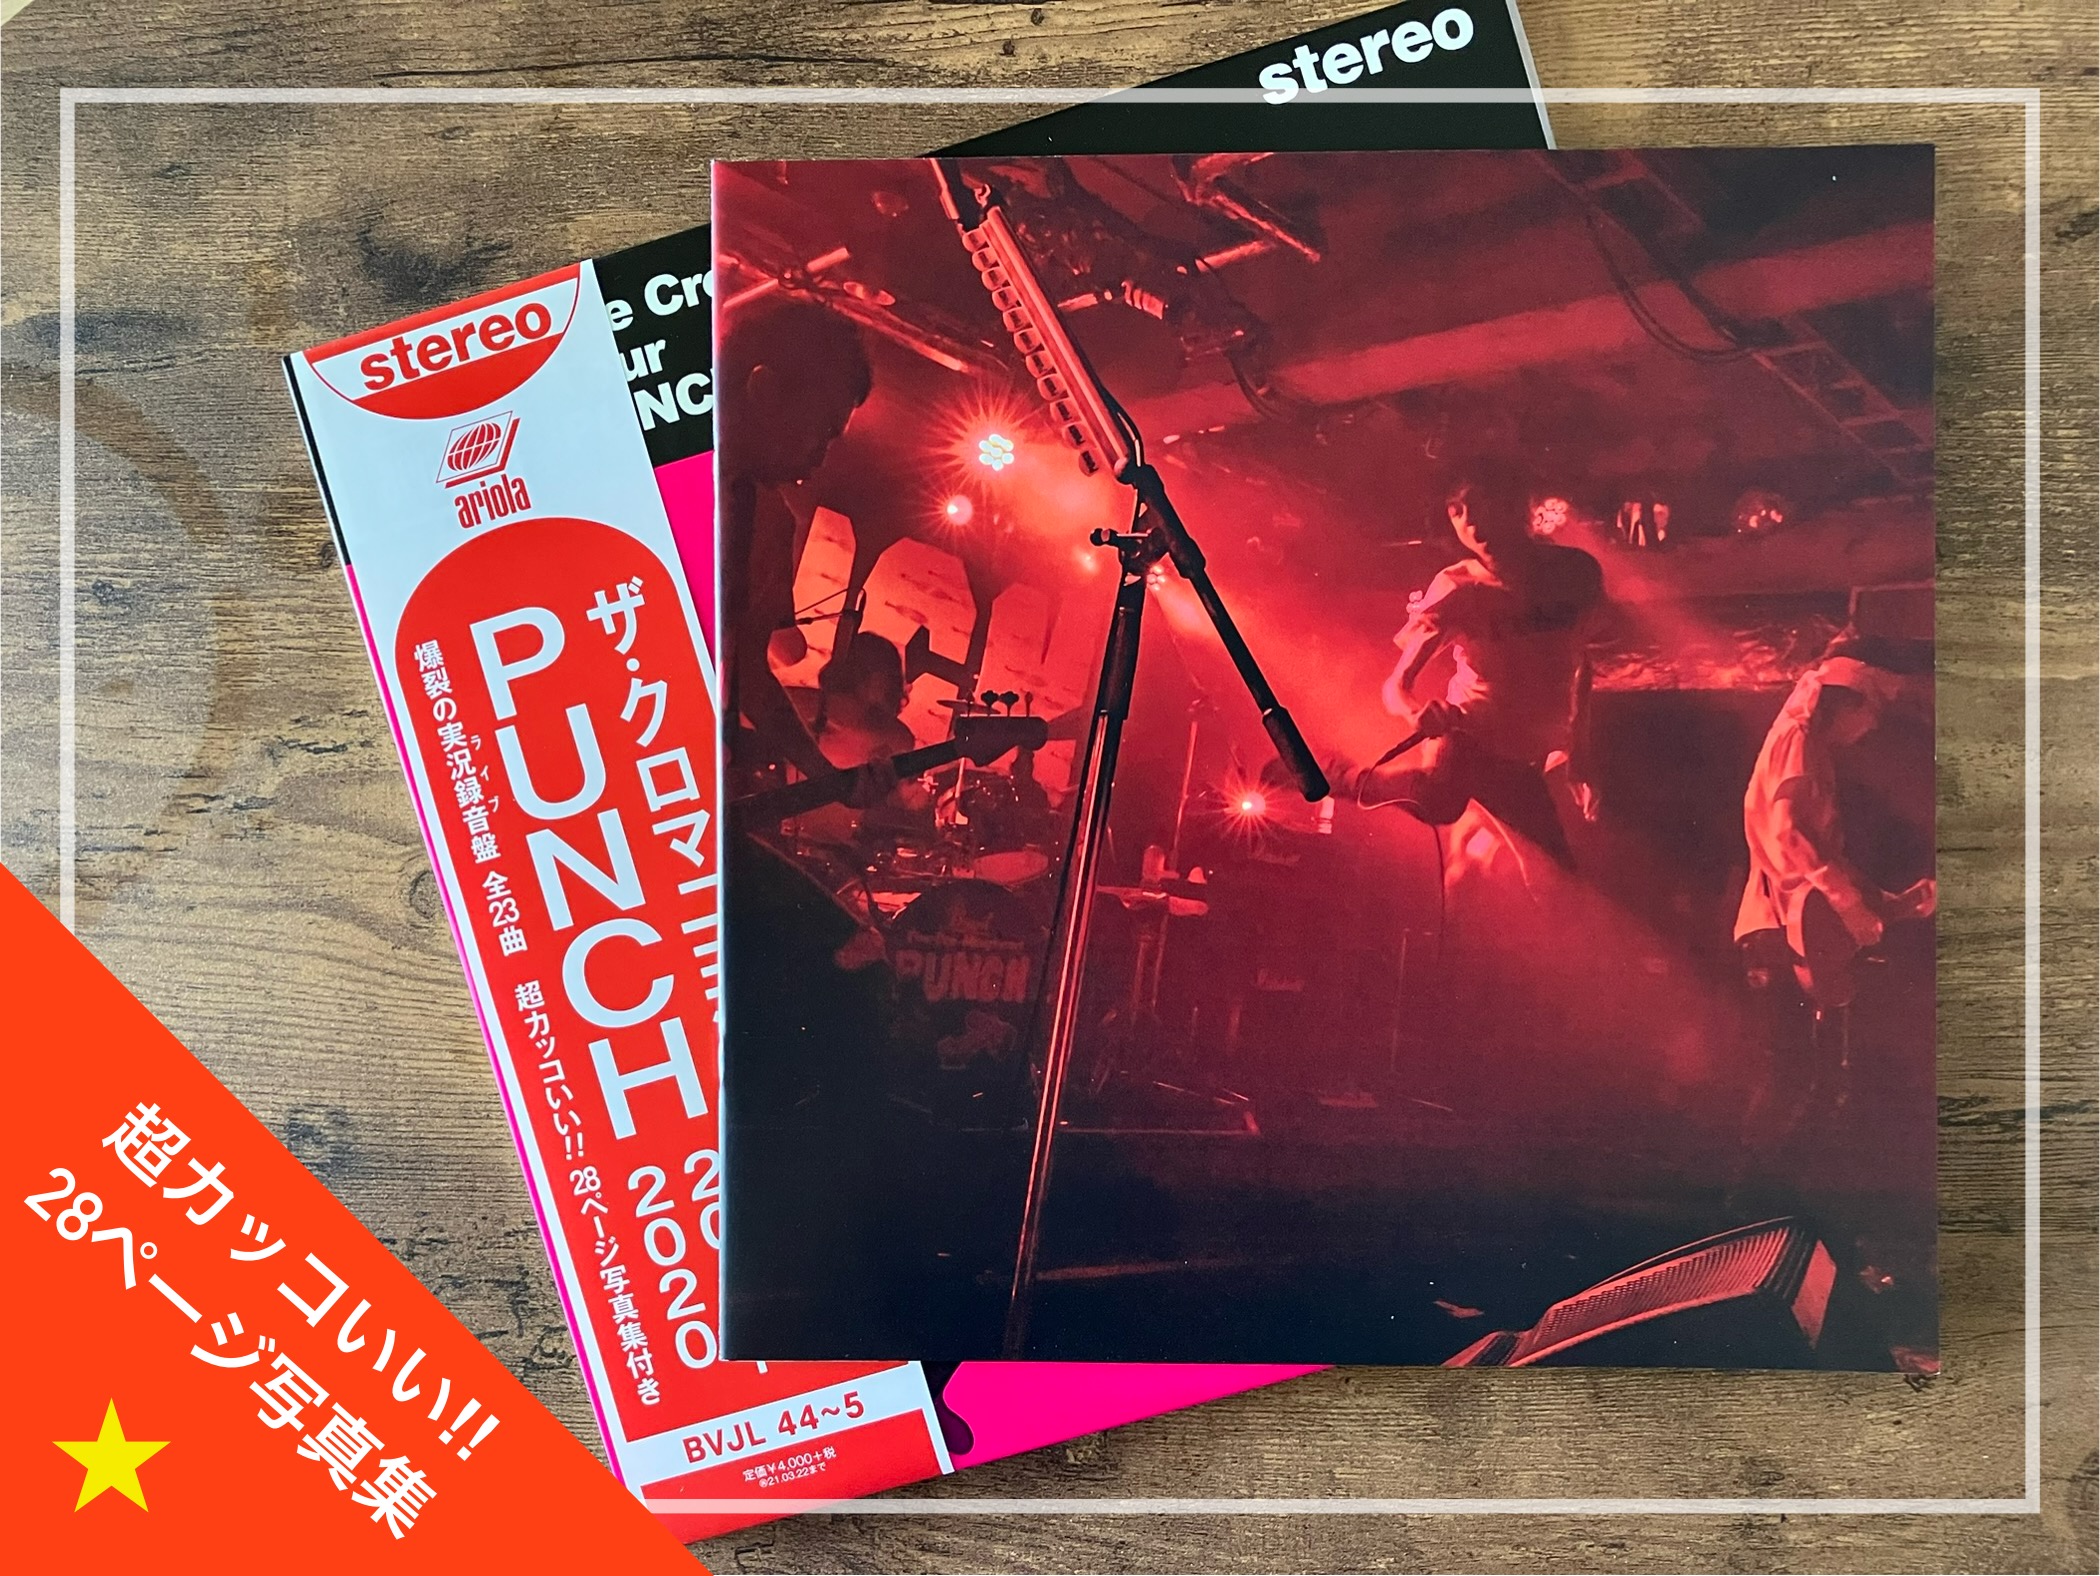 stereo
e Cro
ur
NC
stereo
ariola
ザ・クロマニヨ
PUNCH
2020
爆裂の実況録音盤 全23曲 超カッコいい!! 28ページ写真集付き
ライブ
BVJL 44~5
定価¥4,000+税
®21.03.22まで
PUNCH
超カッコいい!!
28ページ写真集